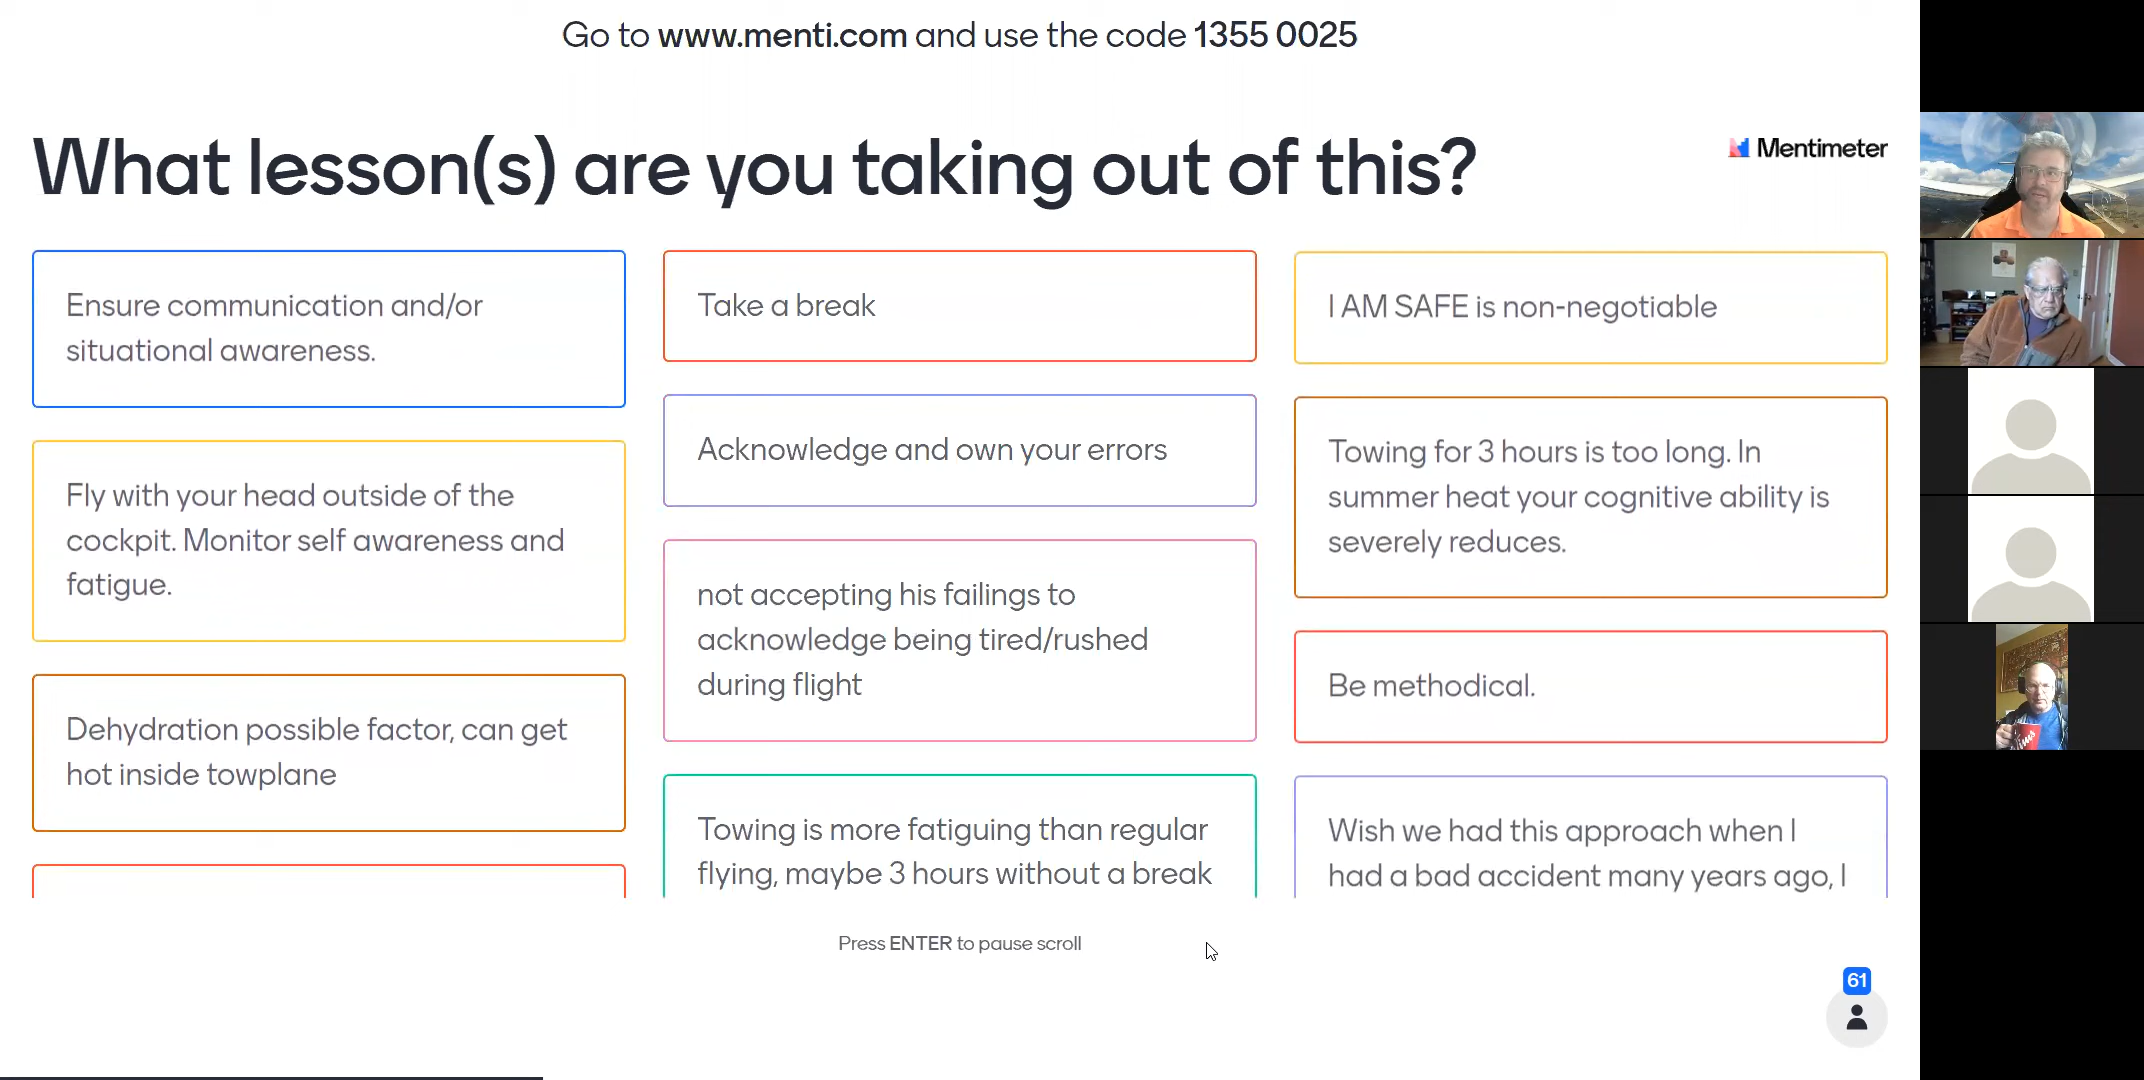 Go to www.menti.com and use the code 1355 0025
What lesson(s) are you taking out of this?
Mentimeter
Ensure communication and/or
situational awareness.
Fly with your head outside of the
cockpit. Monitor self awareness and
fatigue.
Dehydration possible factor, can get
hot inside towplane
Take a break
Acknowledge and own your errors
not accepting his failings to
acknowledge being tired/rushed
during flight
Towing is more fatiguing than regular
flying, maybe 3 hours without a break
I AM SAFE is non-negotiable
Towing for 3 hours is too long. In
summer heat your cognitive ability is
severely reduces.
Be methodical.
Wish we had this approach when I
had a bad accident many years ago, I
Press ENTER to pause scroll
61